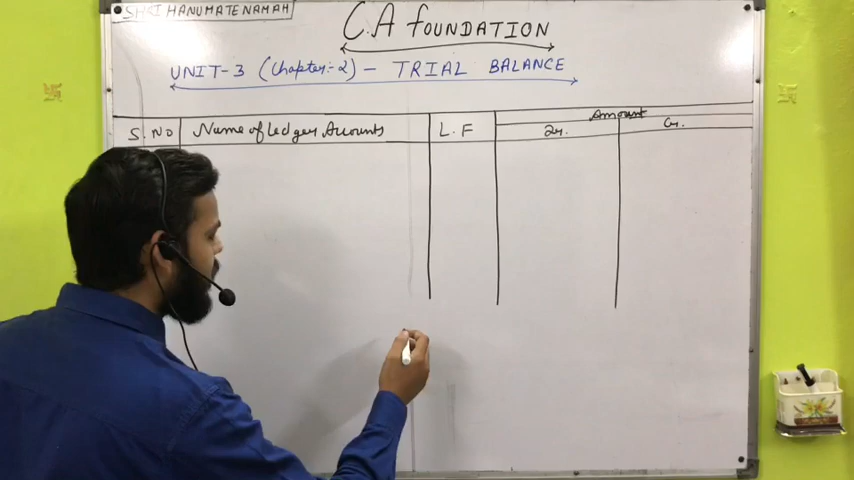 SHRI HANUMATE NAMAH
C.A FOUNDATION
UNIT-3 (Chapter:-2) - TRIAL BALANCE
S.NO Name of Ledger Accounts L.F Amount
Dr. Cr.